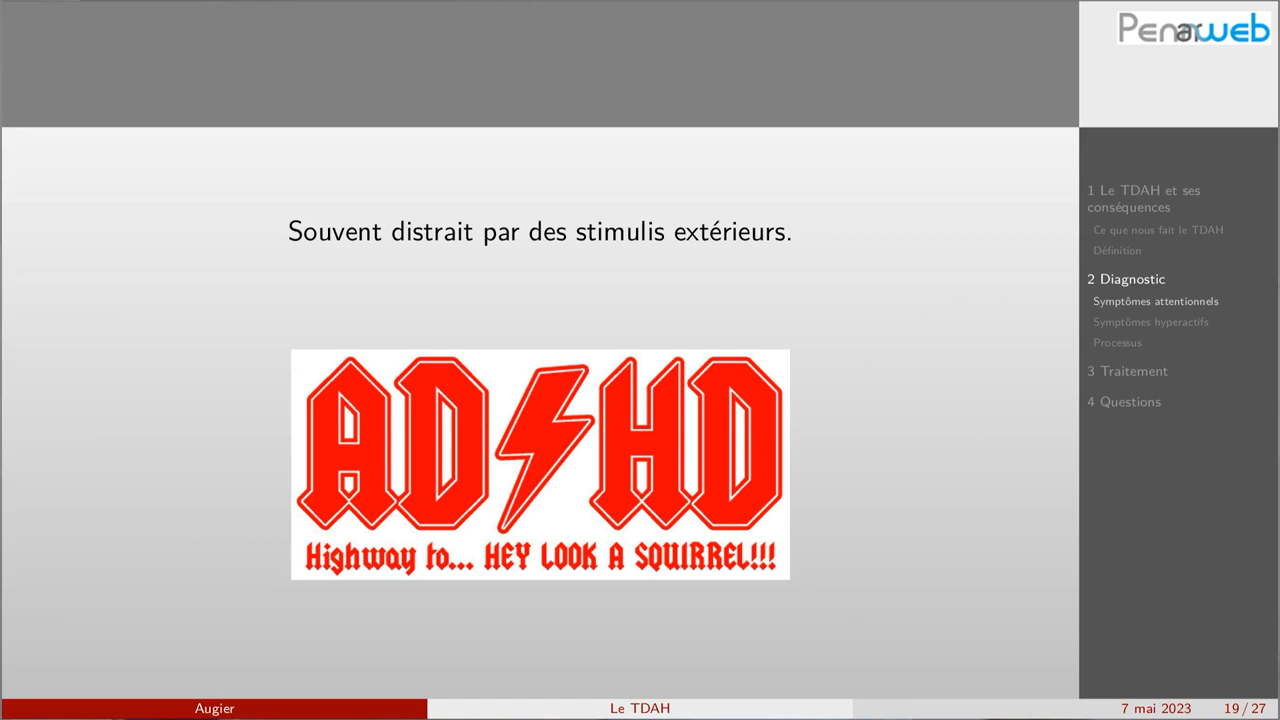 Penarweb
Souvent distrait par des stimulis extérieurs.
AD HD
Highway to... HEY LOOK A SQUIRREL!!!
1 Le TDAH et ses
conséquences
Ce que nous fait le TDAH
Définition
2 Diagnostic
Symptômes attentionnels
Symptômes hyperactifs
Processus
3 Traitement
4 Questions
Augier
Le TDAH
7 mai 2023
19 / 27